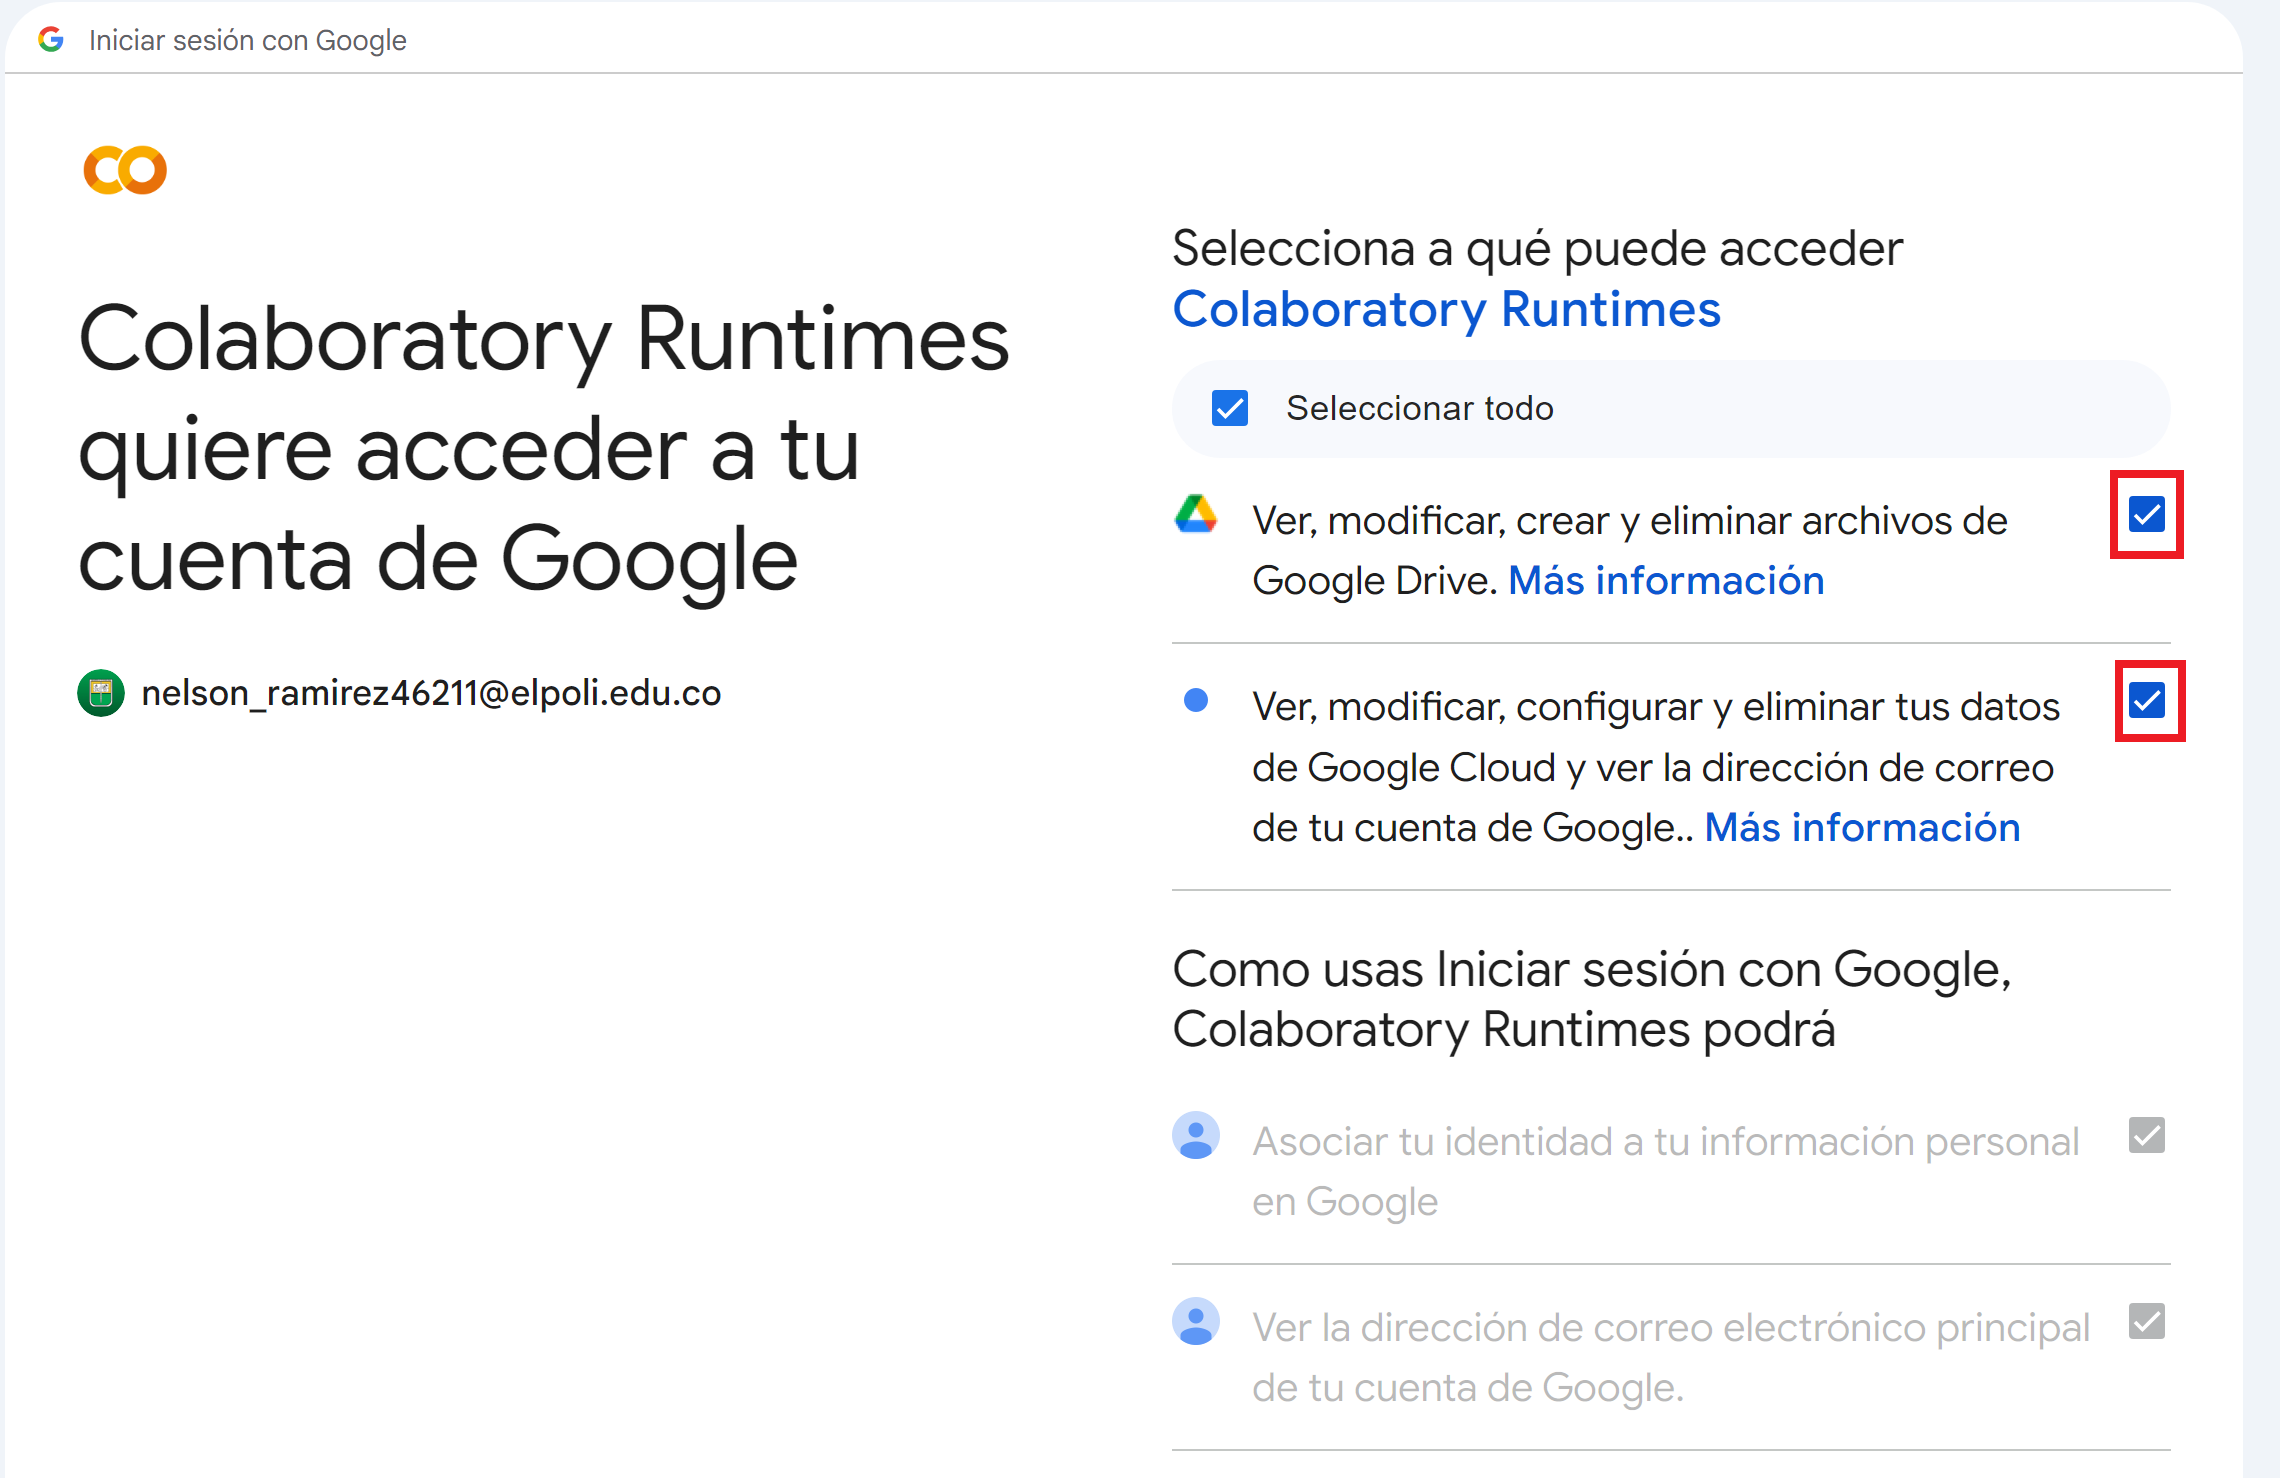 Iniciar sesión con Google
Colaboratory Runtimes
quiere acceder a tu
cuenta de Google
nelson_ramirez46211@elpoli.edu.co
Selecciona a qué puede acceder
Colaboratory Runtimes
Seleccionar todo
Ver, modificar, crear y eliminar archivos de
Google Drive. Más información
Ver, modificar, configurar y eliminar tus datos
de Google Cloud y ver la dirección de correo
de tu cuenta de Google.. Más información
Como usas Iniciar sesión con Google,
Colaboratory Runtimes podrá
Asociar tu identidad a tu información personal
en Google
Ver la dirección de correo electrónico principal
de tu cuenta de Google.